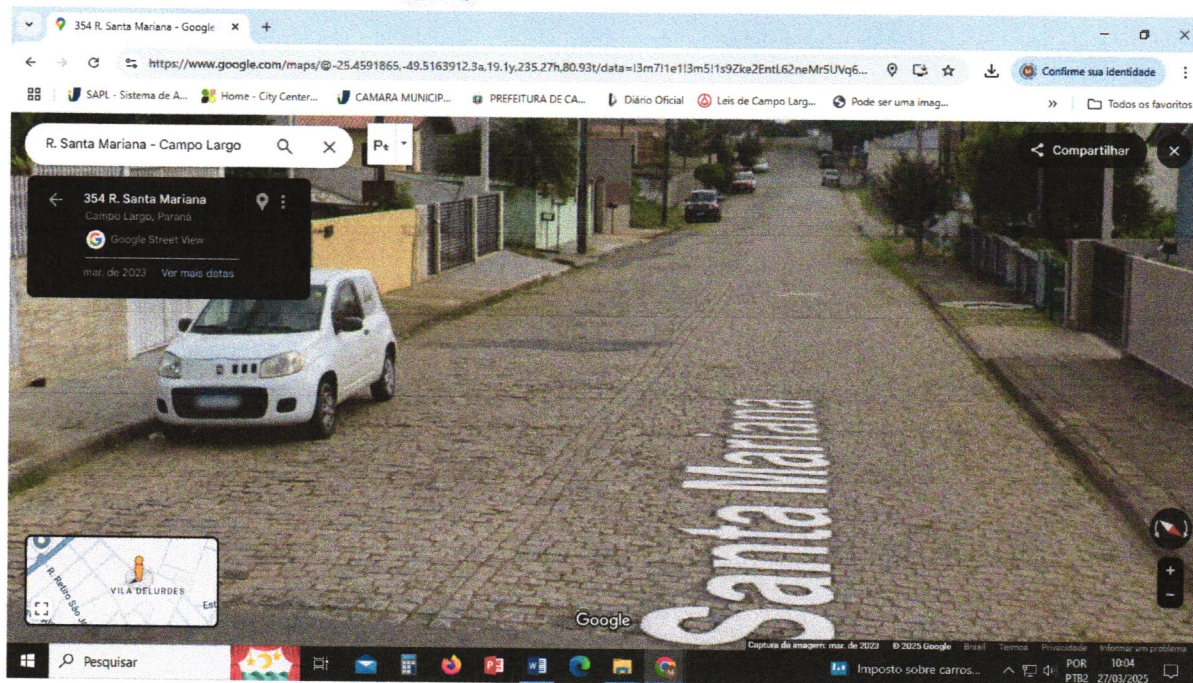 354 R. Santa Mariana - Google
https://www.google.com/maps/@-25.4591865,-49.5163912,3a,19.1y,235.27h,80.93t/data=!3m7!1e1!3m5!1s9Zke2EntL62neMr5UVq6...
Confirme sua identidade
SAPL - Sistema de A...
Home - City Center...
CAMARA MUNICIP...
PREFEITURA DE CA...
Diário Oficial
Leis de Campo Larg...
Pode ser uma imag...
Todos os favoritos
R. Santa Mariana - Campo Largo
Compartilhar
354 R. Santa Mariana
Campo Largo, Paraná
Google Street View
mar. de 2023 Ver mais datas
Santa Mariana
R. Retiro São Jo
VILA DELURDES
Est
Google
Captura da imagem: mar. de 2023 © 2025 Google Brasil Termos Privacidade Informar um problema
Pesquisar
Imposto sobre carros...
POR
PTB2
10:04
27/03/2025